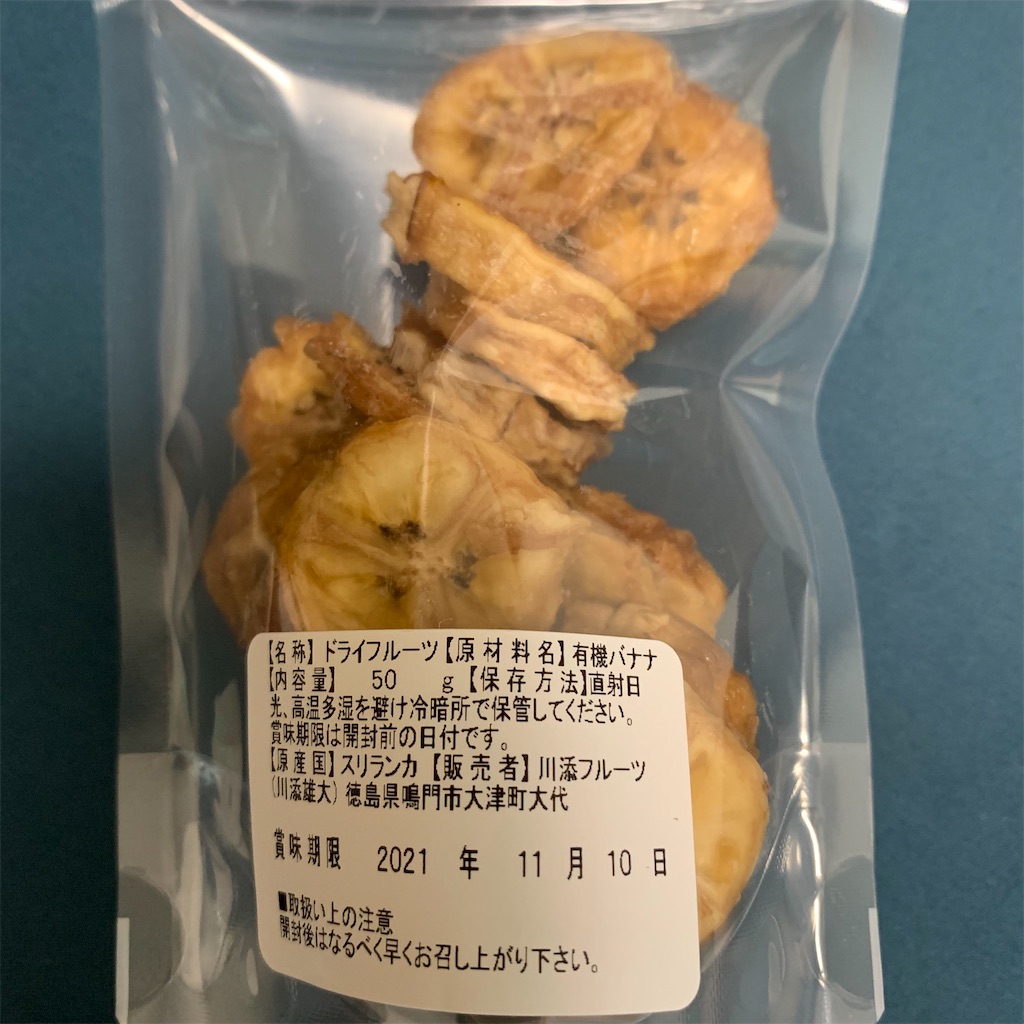 【名称】ドライフルーツ【原材料名】有機バナナ
【内容量】 50 g【保存方法】直射日
光、高温多湿を避け冷暗所で保管してください。
賞味期限は開封前の日付です。
【原産国】スリランカ【販売者】川添フルーツ
(川添雄大)徳島県鳴門市大津町大代
賞味期限 2021 年 11 月 10 日
■取扱い上の注意
開封後はなるべく早くお召し上がり下さい。